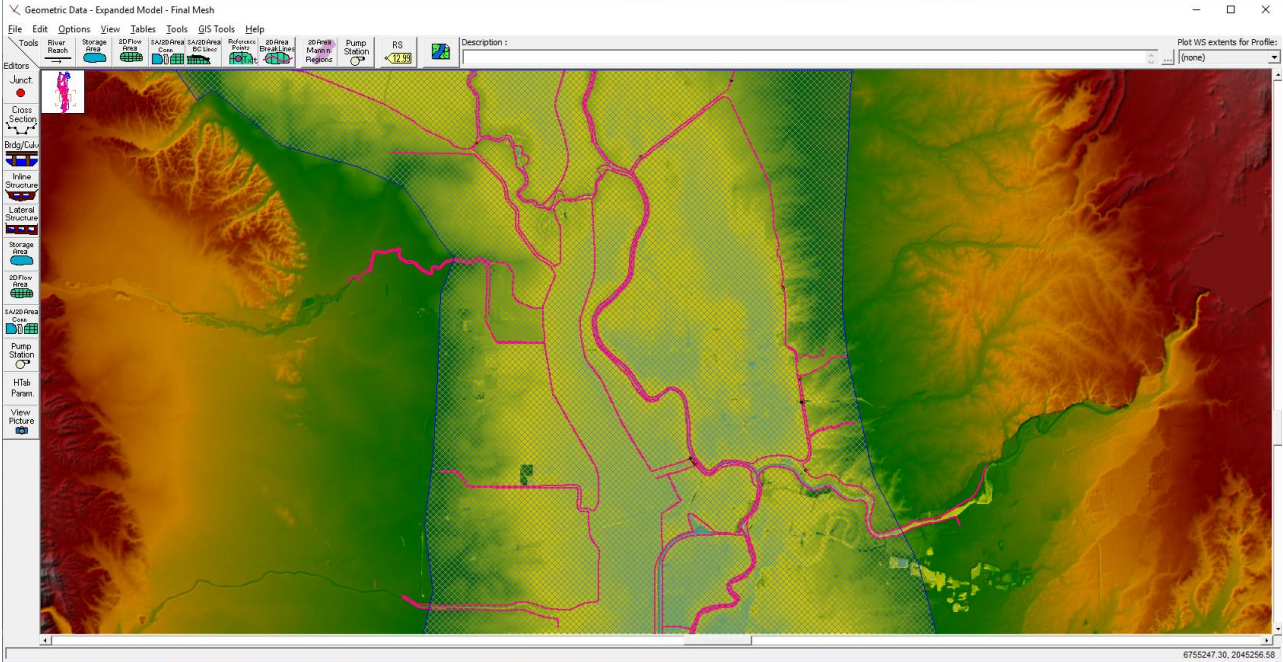 Geometric Data - Expanded Model - Final Mesh
File Edit Options View Tables Tools GIS Tools Help
Tools
River
Reach
Storage
Area
2D Flow
Area
SA/2D Area
Conn
SA/2D Area
BC Lines
Reference
Points
2D Area
BreakLines
2D Area
Mann n
Regions
Pump
Station
RS
12.99
Description :
Plot WS extents for Profile:
...
(none)
Editors
Junct.
Cross
Section
Brdg/Culv
Inline
Structure
Lateral
Structure
Storage
Area
2D Flow
Area
SA/2D Area
Conn
Pump
Station
HTab
Param.
View
Picture
6755247.30, 2045256.58